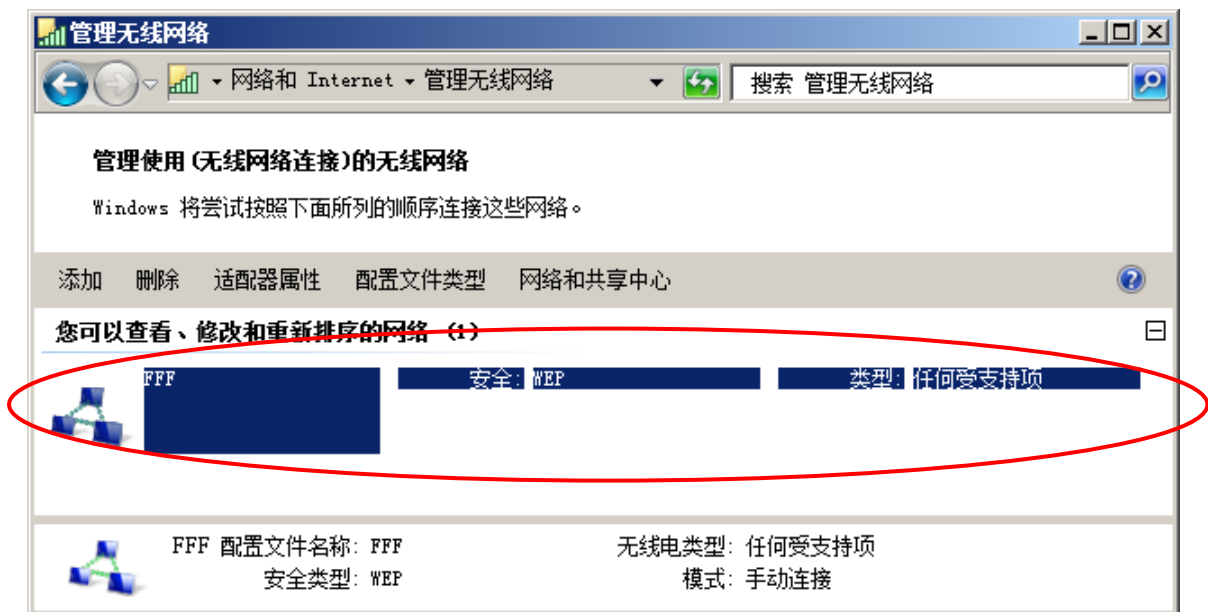 管理无线网络
网络和 Internet 管理无线网络 搜索 管理无线网络
管理使用(无线网络连接)的无线网络
Windows 将尝试按照下面所列的顺序连接这些网络。
添加 删除 适配器属性 配置文件类型 网络和共享中心
您可以查看、修改和重新排序的网络 (1)
FFF 安全: WEP 类型: 任何受支持项
FFF 配置文件名称: FFF 无线电类型: 任何受支持项
安全类型: WEP 模式: 手动连接